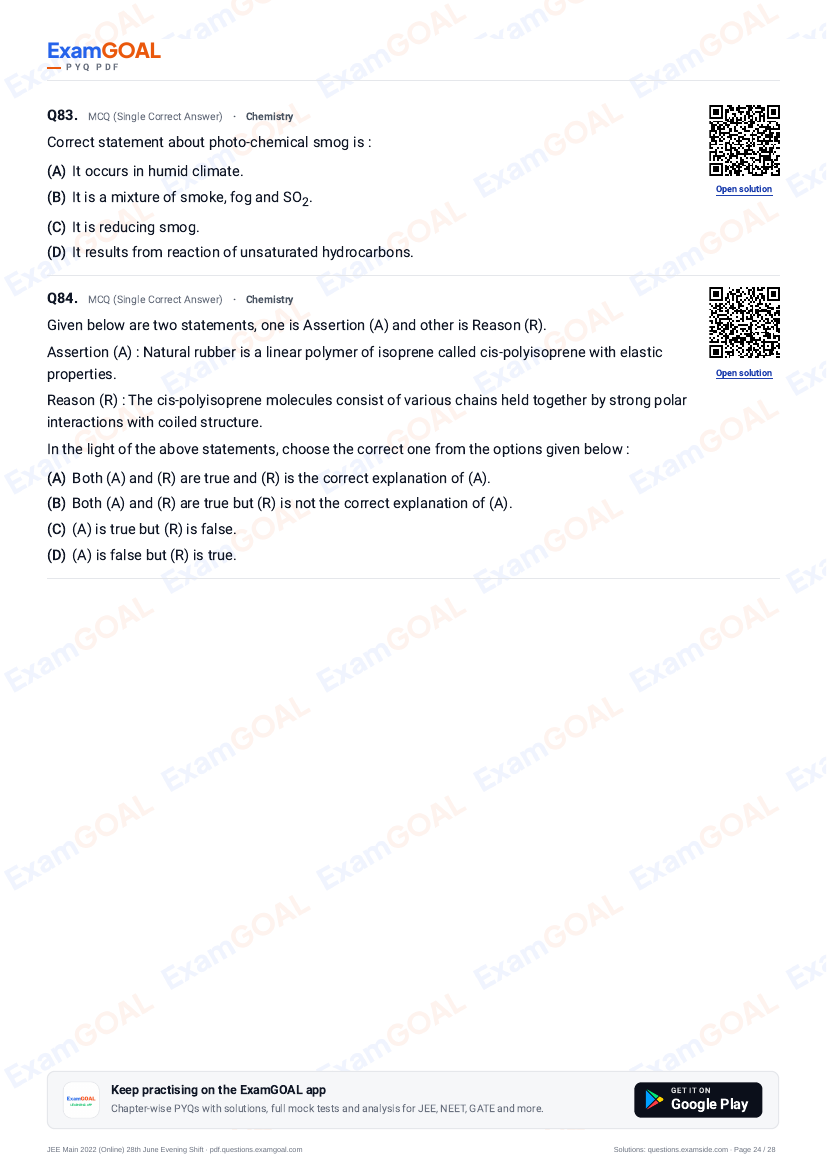 ExamGOAL
PYQ PDF
Q83. MCQ (Single Correct Answer) · Chemistry
Correct statement about photo-chemical smog is :
(A) It occurs in humid climate.
(B) It is a mixture of smoke, fog and SO2.
(C) It is reducing smog.
(D) It results from reaction of unsaturated hydrocarbons.
Open solution
Q84. MCQ (Single Correct Answer) · Chemistry
Given below are two statements, one is Assertion (A) and other is Reason (R).
Assertion (A) : Natural rubber is a linear polymer of isoprene called cis-polyisoprene with elastic
properties.
Reason (R) : The cis-polyisoprene molecules consist of various chains held together by strong polar
interactions with coiled structure.
In the light of the above statements, choose the correct one from the options given below :
(A) Both (A) and (R) are true and (R) is the correct explanation of (A).
(B) Both (A) and (R) are true but (R) is not the correct explanation of (A).
(C) (A) is true but (R) is false.
(D) (A) is false but (R) is true.
Open solution
ExamGOAL
Keep practising on the ExamGOAL app
Chapter-wise PYQs with solutions, full mock tests and analysis for JEE, NEET, GATE and more.
GET IT ON
Google Play
JEE Main 2022 (Online) 28th June Evening Shift · pdf.questions.examgoal.com
Solutions: questions.examside.com · Page 24 / 28